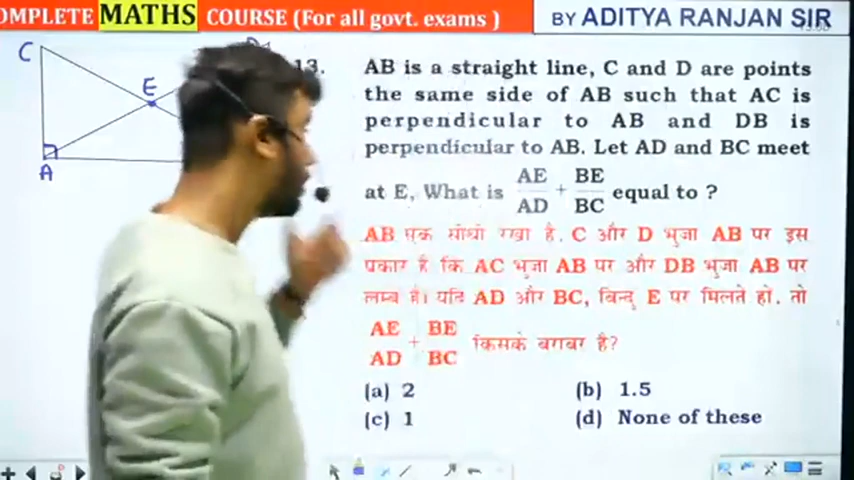 OMPLETE MATHS COURSE (For all govt. exams )
BY ADITYA RANJAN SIR
C
E
A
13. AB is a straight line, C and D are points
the same side of AB such that AC is
perpendicular to AB and DB is
perpendicular to AB. Let AD and BC meet
at E, What is AE/AD + BE/BC equal to ?
AB एक सीधी रेखा है. C और D भुजा AB पर इस
प्रकार है कि AC भुजा AB पर और DB भुजा AB पर
लम्ब है। यदि AD और BC, बिन्दु E पर मिलते हो. तो
AE/AD + BE/BC किसके बराबर है?
(a) 2 (b) 1.5
(c) 1 (d) None of these